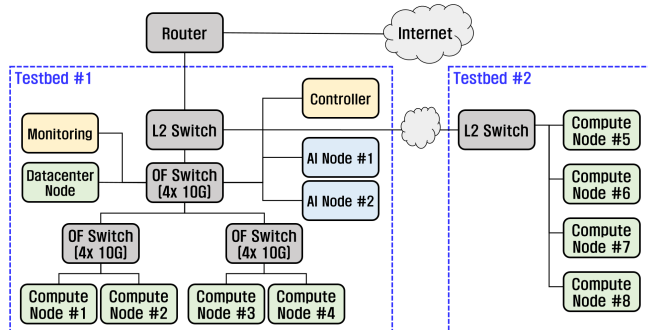 Router
Internet
Testbed #1
Testbed #2
Controller
Monitoring
L2 Switch
L2 Switch
Compute
Node #5
AI Node #1
Datacenter
Node
OF Switch
(4x 10G)
AI Node #2
Compute
Node #6
OF Switch
(4x 10G)
OF Switch
(4x 10G)
Compute
Node #7
Compute
Node #1
Compute
Node #2
Compute
Node #3
Compute
Node #4
Compute
Node #8